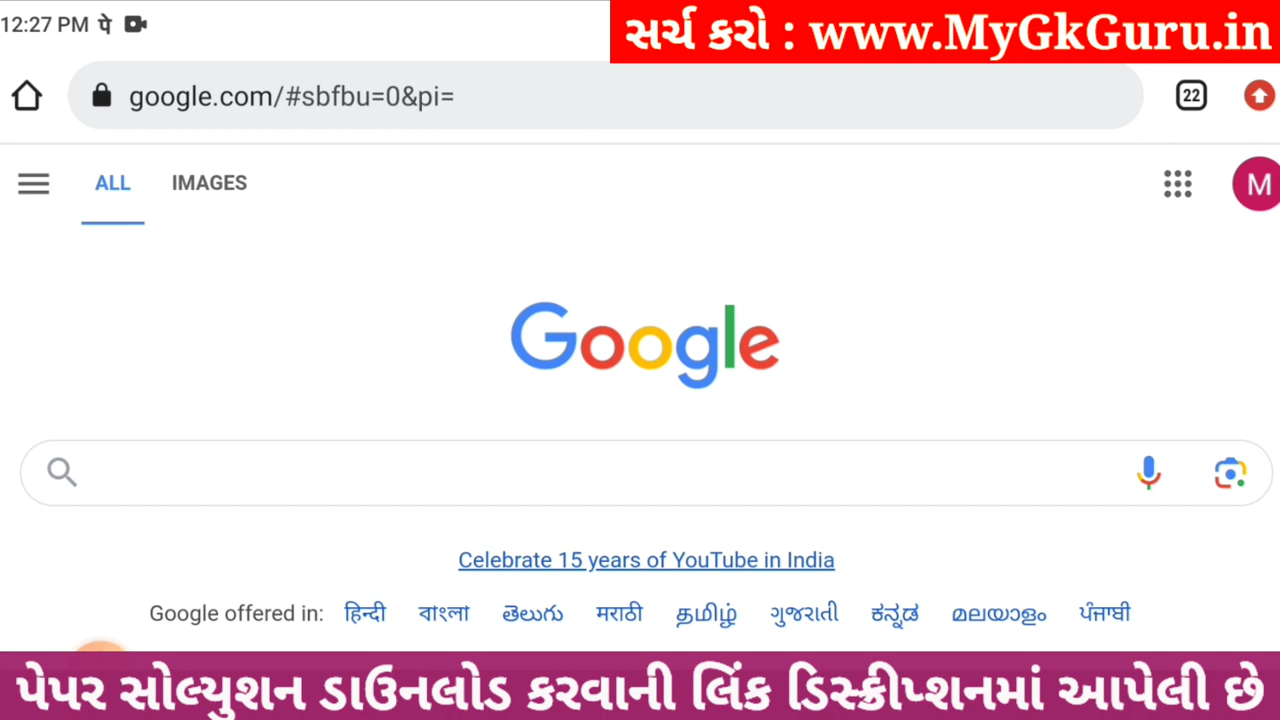 12:27 PM पे
સર્ચ કરો : www.MyGkGuru.in
google.com/#sbfbu=0&pi=
22
ALL IMAGES
M
Google
Celebrate 15 years of YouTube in India
Google offered in: हिन्दी বাংলা తెలుగు मराठी தமிழ் ગુજરાતી ಕನ್ನಡ മലയാളം ਪੰਜਾਬੀ
પેપર સોલ્યુશન ડાઉનલોડ કરવાની લિંક ડિસ્ક્રીપ્શનમાં આપેલી છે